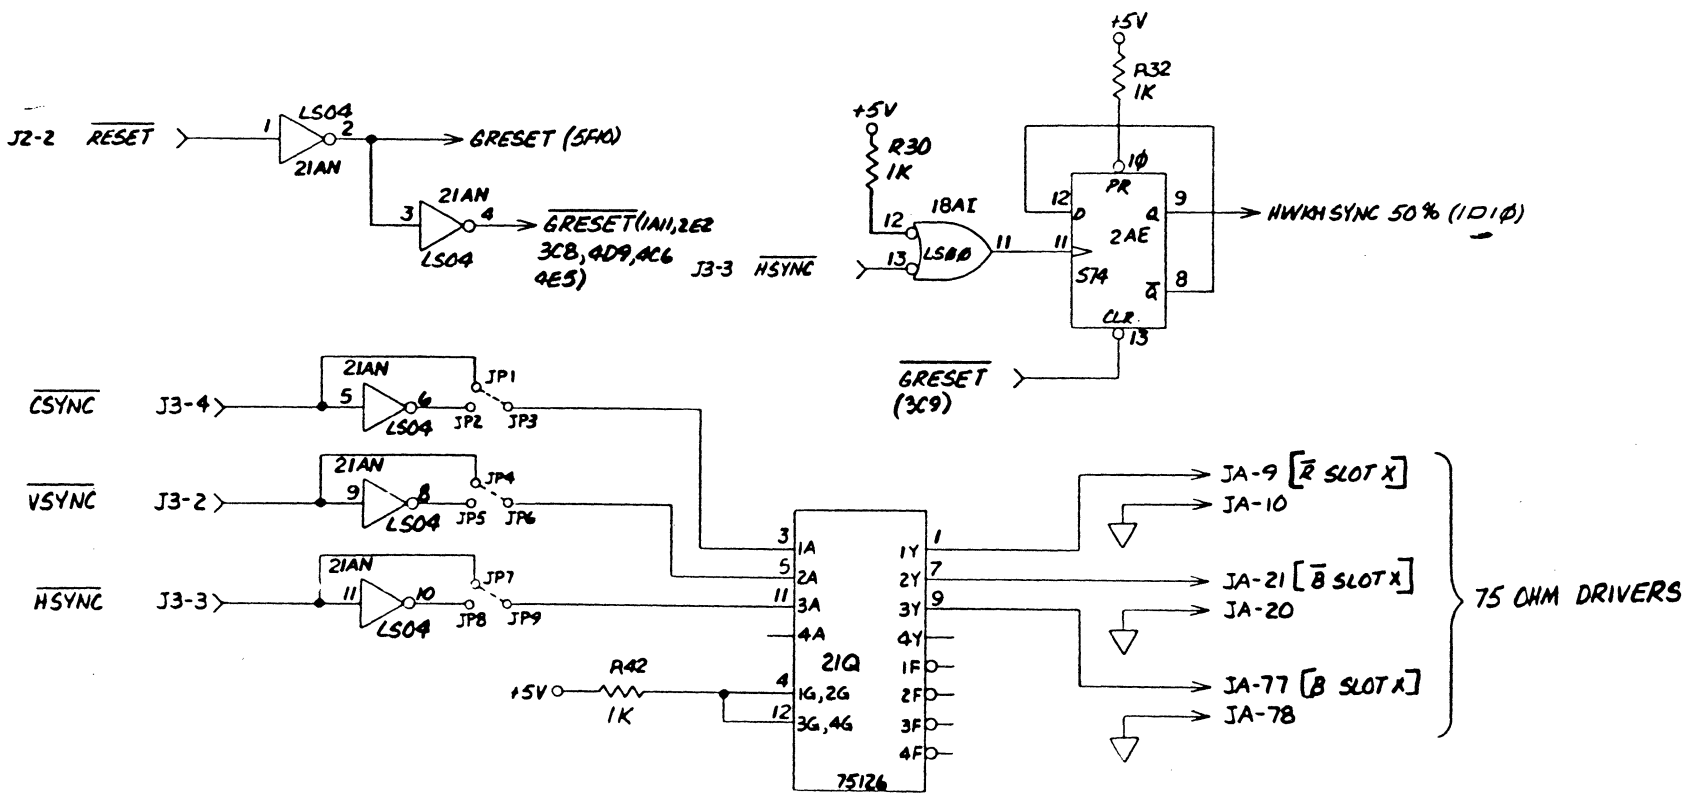 J2-2 RESET
1
LS04
2
21AN
GRESET (5F10)
21AN
3
4
LS04
GRESET (1A11, 2E2
3C8, 4D9, 4C6
4E5)
+5V
R32
1K
+5V
R30
1K
18AI
12
13
LS00
11
J3-3 HSYNC
10
PR
12 D
Q 9
2AE
11
S74
Q 8
CLR
13
HWKHSYNC 50% (1D10)
GRESET
(3C9)
CSYNC J3-4
21AN
5
6
LS04
JP1
JP2
JP3
VSYNC J3-2
21AN
9
8
LS04
JP4
JP5
JP6
HSYNC J3-3
21AN
11
10
LS04
JP7
JP8
JP9
+5V
R42
1K
3 1A
5 2A
11 3A
4A
21Q
4 1G, 2G
12 3G, 4G
75126
1Y 1
2Y 7
3Y 9
4Y
1F
2F
3F
4F
JA-9 [R SLOT X]
JA-10
JA-21 [B SLOT X]
JA-20
JA-77 [B SLOT X]
JA-78
75 OHM DRIVERS